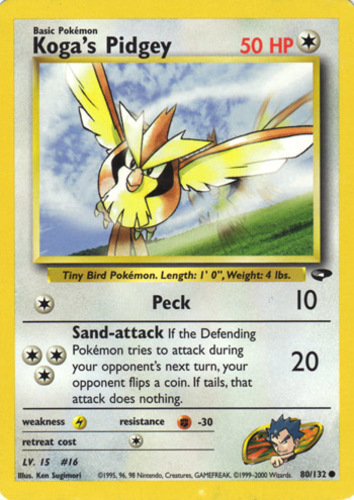 Basic Pokémon
Koga's Pidgey 50 HP
Tiny Bird Pokémon. Length: 1' 0", Weight: 4 lbs.
Peck 10
Sand-attack If the Defending
Pokémon tries to attack during
your opponent's next turn, your
opponent flips a coin. If tails, that
attack does nothing.
20
weakness resistance -30
retreat cost
LV. 15 #16
Illus. Ken Sugimori ©1995, 96, 98 Nintendo, Creatures, GAMEFREAK. ©1999-2000 Wizards. 80/132